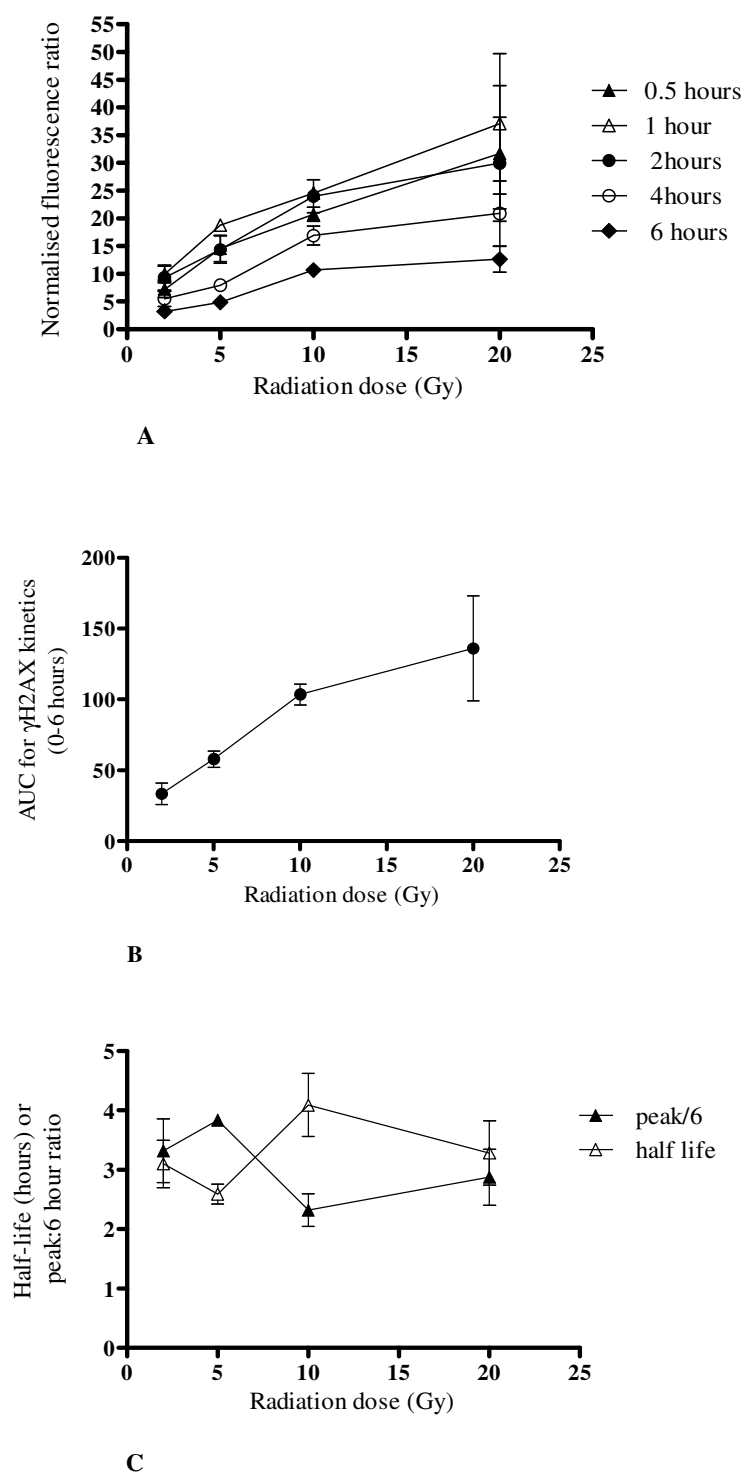 Normalised fluorescence ratio
55
50
45
40
35
30
25
20
15
10
5
0
0 5 10 15 20 25
Radiation dose (Gy)
0.5 hours
1 hour
2hours
4hours
6 hours
A
AUC for γH2AX kinetics
(0-6 hours)
200
150
100
50
0
0 5 10 15 20 25
Radiation dose (Gy)
B
Half-life (hours) or
peak:6 hour ratio
5
4
3
2
1
0
0 5 10 15 20 25
Radiation dose (Gy)
peak/6
half life
C